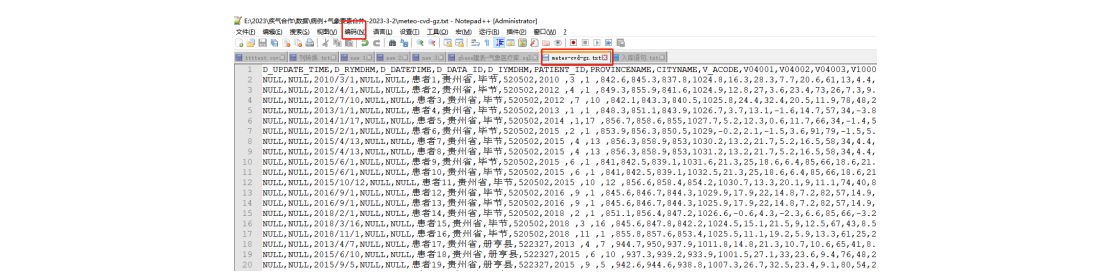 E:\2023\疾气合作\数据\病例+气象要素合并-2023-3-2\meteo-cvd-gz.txt - Notepad++ [Administrator]
文件(F) 编辑(E) 搜索(S) 视图(V) 编码(N) 语言(L) 设置(T) 工具(O) 宏(M) 运行(R) 插件(P) 窗口(W) ?
meteo-cvd-gz.txt
1 D_UPDATE_TIME,D_RYMDHM,D_DATETIME,D_DATA_ID,D_IYMDHM,PATIENT_ID,PROVINCENAME,CITYNAME,V_ACODE,V04001,V04002,V04003,V1000
2 NULL,NULL,2010/3/1,NULL,NULL,患者1,贵州省,毕节,520502,2010 ,3 ,1 ,842.6,845.3,837.8,1024.8,16.3,28.3,7.7,20.6,61,13,4.4,
3 NULL,NULL,2012/4/1,NULL,NULL,患者2,贵州省,毕节,520502,2012 ,4 ,1 ,849.3,855.9,841.6,1024.9,12.8,27,3.6,23.4,73,26,7.3,9.
4 NULL,NULL,2012/7/10,NULL,NULL,患者3,贵州省,毕节,520502,2012 ,7 ,10 ,842.1,843.3,840.5,1025.8,24.4,32.4,20.5,11.9,78,48,2
5 NULL,NULL,2013/1/1,NULL,NULL,患者4,贵州省,毕节,520502,2013 ,1 ,1 ,848.3,851.1,843.9,1026.7,3.7,13.1,-1.6,14.7,57,34,-3.8
6 NULL,NULL,2014/1/17,NULL,NULL,患者5,贵州省,毕节,520502,2014 ,1,17 ,856.7,858.6,855,1027.7,5.2,12.3,0.6,11.7,66,34,-1.4,5
7 NULL,NULL,2015/2/1,NULL,NULL,患者6,贵州省,毕节,520502,2015 ,2 ,1 ,853.9,856.3,850.5,1029,-0.2,2.1,-1.5,3.6,91,79,-1.5,5.
8 NULL,NULL,2015/4/13,NULL,NULL,患者7,贵州省,毕节,520502,2015 ,4 ,13 ,856.3,858.9,853,1030.2,13.2,21.7,5.2,16.5,58,34,4.4,
9 NULL,NULL,2015/4/13,NULL,NULL,患者8,贵州省,毕节,520502,2015 ,4 ,13 ,856.3,858.9,853,1031.2,13.2,21.7,5.2,16.5,58,34,4.4,
10 NULL,NULL,2015/6/1,NULL,NULL,患者9,贵州省,毕节,520502,2015 ,6 ,1 ,841,842.5,839.1,1031.6,21.3,25,18.6,6.4,85,66,18.6,21.
11 NULL,NULL,2015/6/1,NULL,NULL,患者10,贵州省,毕节,520502,2015 ,6 ,1 ,841,842.5,839.1,1032.5,21.3,25,18.6,6.4,85,66,18.6,21
12 NULL,NULL,2015/10/12,NULL,NULL,患者11,贵州省,毕节,520502,2015 ,10 ,12 ,856.6,858.4,854.2,1030.7,13.3,20.1,9,11.1,74,40,8
13 NULL,NULL,2016/9/1,NULL,NULL,患者12,贵州省,毕节,520502,2016 ,9 ,1 ,845.6,846.7,844.3,1029.9,17.9,22,14.8,7.2,82,57,14.9,
14 NULL,NULL,2016/9/1,NULL,NULL,患者13,贵州省,毕节,520502,2016 ,9 ,1 ,845.6,846.7,844.3,1025.9,17.9,22,14.8,7.2,82,57,14.9,
15 NULL,NULL,2018/2/1,NULL,NULL,患者14,贵州省,毕节,520502,2018 ,2 ,1 ,851.1,856.4,847.2,1026.6,-0.6,4.3,-2.3,6.6,85,66,-3.2
16 NULL,NULL,2018/3/16,NULL,NULL,患者15,贵州省,毕节,520502,2018 ,3 ,16 ,845.6,847.8,842.2,1024.5,15.1,21.5,9,12.5,67,43,8.5
17 NULL,NULL,2018/11/1,NULL,NULL,患者16,贵州省,毕节,520502,2018 ,11 ,1 ,855.8,857.6,853.4,1025.5,11.1,19.2,5.9,13.3,61,25,2
18 NULL,NULL,2013/4/7,NULL,NULL,患者17,贵州省,册亨县,522327,2013 ,4 ,7 ,944.7,950,937.9,1011.8,14.8,21.3,10.7,10.6,65,41,8.
19 NULL,NULL,2015/6/10,NULL,NULL,患者18,贵州省,册亨县,522327,2015 ,6 ,10 ,937.3,939.2,933.9,1001.5,27.1,33,23.6,9.4,76,48,2
20 NULL,NULL,2015/9/5,NULL,NULL,患者19,贵州省,册亨县,522327,2015 ,9 ,5 ,942.6,944.6,938.8,1007.3,26.7,32.5,23.4,9.1,80,54,2